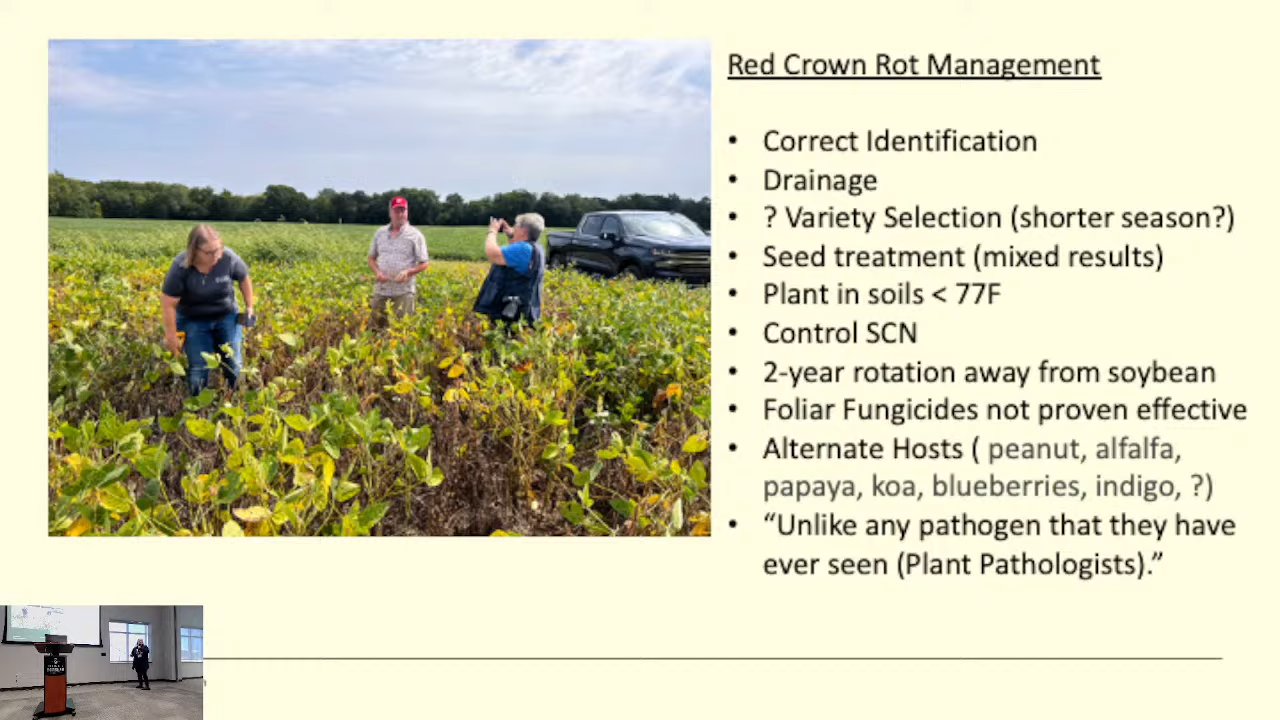 Red Crown Rot Management
• Correct Identification
• Drainage
• ? Variety Selection (shorter season?)
• Seed treatment (mixed results)
• Plant in soils < 77F
• Control SCN
• 2-year rotation away from soybean
• Foliar Fungicides not proven effective
• Alternate Hosts ( peanut, alfalfa,
papaya, koa, blueberries, indigo, ?)
• “Unlike any pathogen that they have
ever seen (Plant Pathologists).”